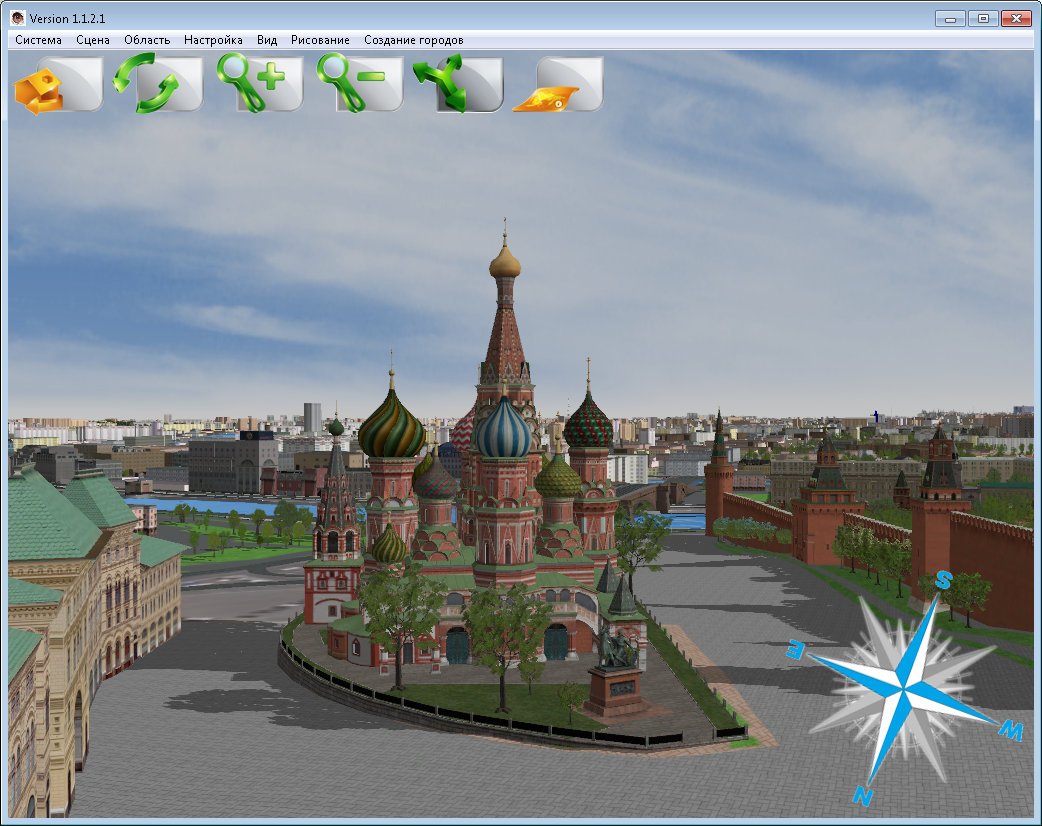 Version 1.1.2.1
Система Сцена Область Настройка Вид Рисование Создание городов
S
E
W
N